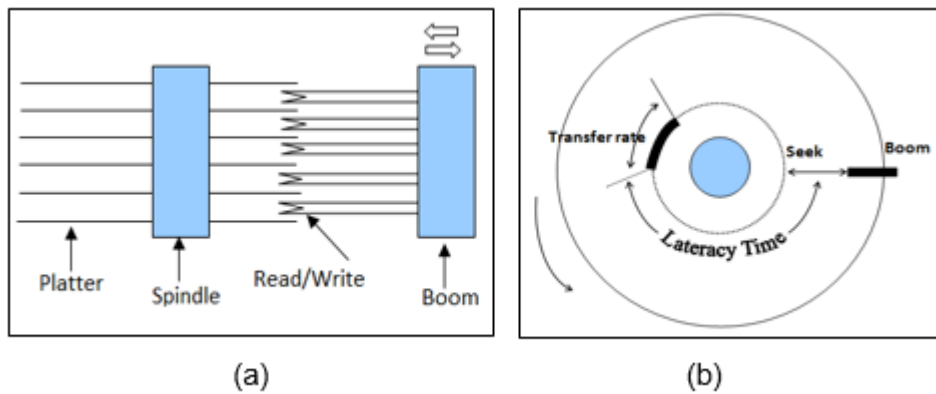 Platter
Spindle
Read/Write
Boom
Transfer rate
Seek
Boom
Lateracy Time
(a)
(b)